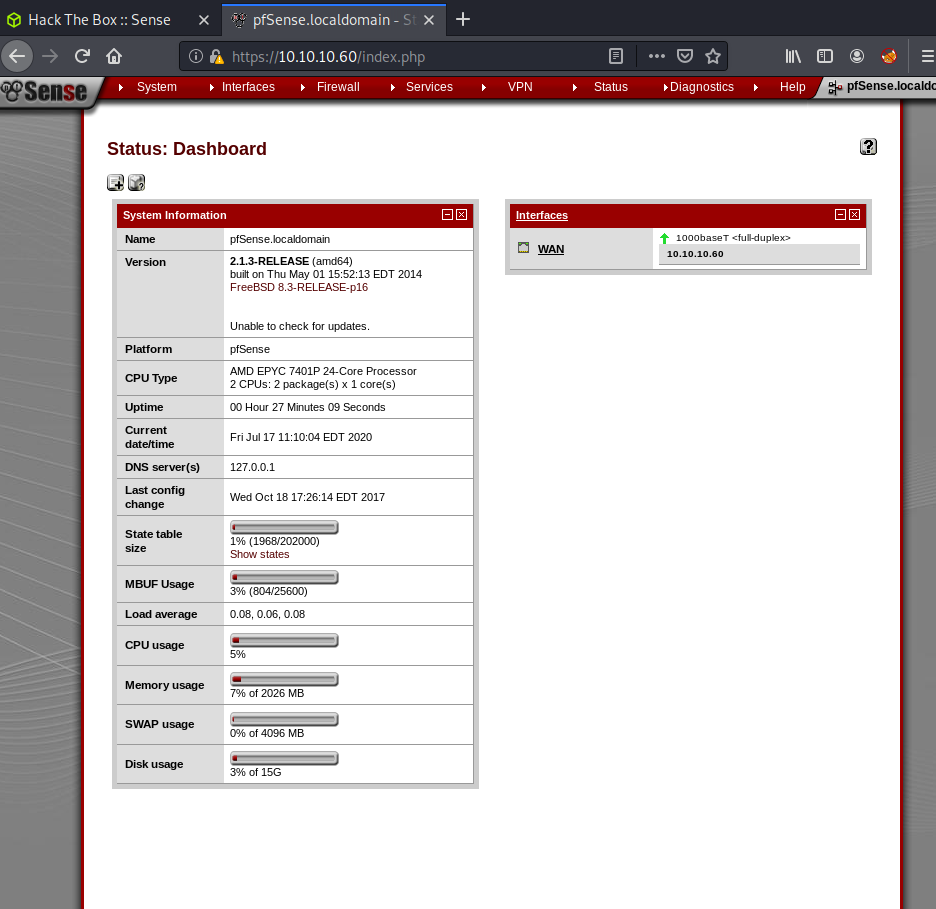 Hack The Box :: Sense
pfSense.localdomain - St
https://10.10.10.60/index.php
Sense
System
Interfaces
Firewall
Services
VPN
Status
Diagnostics
Help
pfSense.localdo
Status: Dashboard
System Information
Name pfSense.localdomain
Version 2.1.3-RELEASE (amd64)
built on Thu May 01 15:52:13 EDT 2014
FreeBSD 8.3-RELEASE-p16
Unable to check for updates.
Platform pfSense
CPU Type AMD EPYC 7401P 24-Core Processor
2 CPUs: 2 package(s) x 1 core(s)
Uptime 00 Hour 27 Minutes 09 Seconds
Current
date/time Fri Jul 17 11:10:04 EDT 2020
DNS server(s) 127.0.0.1
Last config
change Wed Oct 18 17:26:14 EDT 2017
State table
size 1% (1968/202000)
Show states
MBUF Usage 3% (804/25600)
Load average 0.08, 0.06, 0.08
CPU usage 5%
Memory usage 7% of 2026 MB
SWAP usage 0% of 4096 MB
Disk usage 3% of 15G
Interfaces
WAN 1000baseT <full-duplex>
10.10.10.60